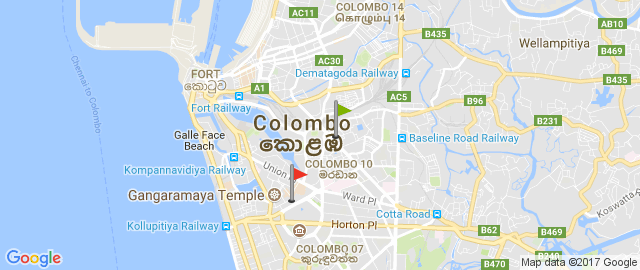 AC11
COLOMBO 14
கொழும்பு 14
B435
AB10
Wellampitiya
B469
B435
FORT
කොටුව
AC30
Dematagoda Railway
A1
AC5
B96
Fort Railway
B231
Colombo
කොළඹ
Galle Face
Beach
Baseline Road Railway
Kompannavidiya Railway
COLOMBO 10
මරදාන
Union
Ward Pl
Gangaramaya Temple
Cotta Road
Koswatta
Kollupitiya Railway
Horton Pl
B62
B469
B240
B470
COLOMBO 07
කුරුඳුවත්ත
Chennai to Colombo
Google
Map data ©2017 Google